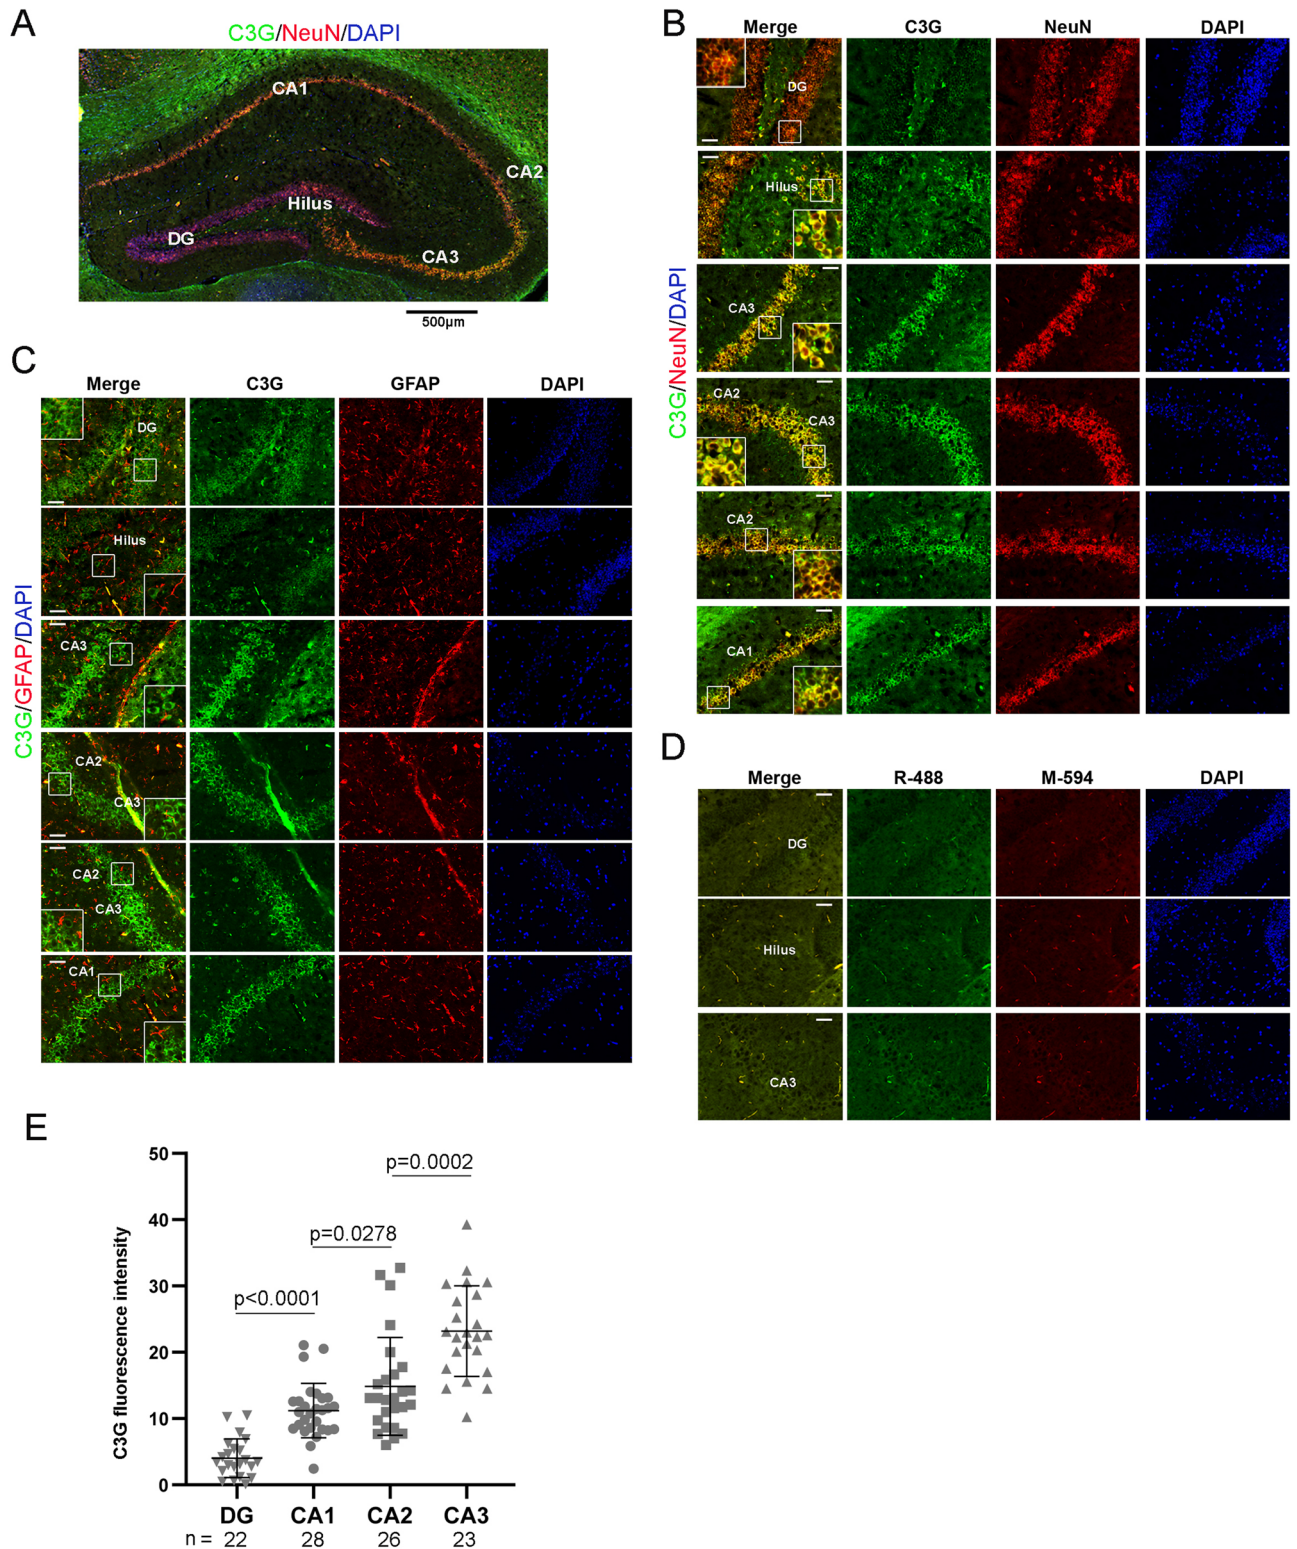 A
C3G/NeuN/DAPI
CA1
CA2
Hilus
DG
CA3
500µm
B
Merge C3G NeuN DAPI
C3G/NeuN/DAPI
DG
Hilus
CA3
CA2
CA3
CA2
CA1
C
Merge C3G GFAP DAPI
C3G/GFAP/DAPI
DG
Hilus
CA3
CA2
CA3
CA2
CA3
CA1
D
Merge R-488 M-594 DAPI
DG
Hilus
CA3
E
C3G fluorescence intensity
50
40
30
20
10
0
p=0.0002
p=0.0278
p<0.0001
DG CA1 CA2 CA3
n = 22 28 26 23